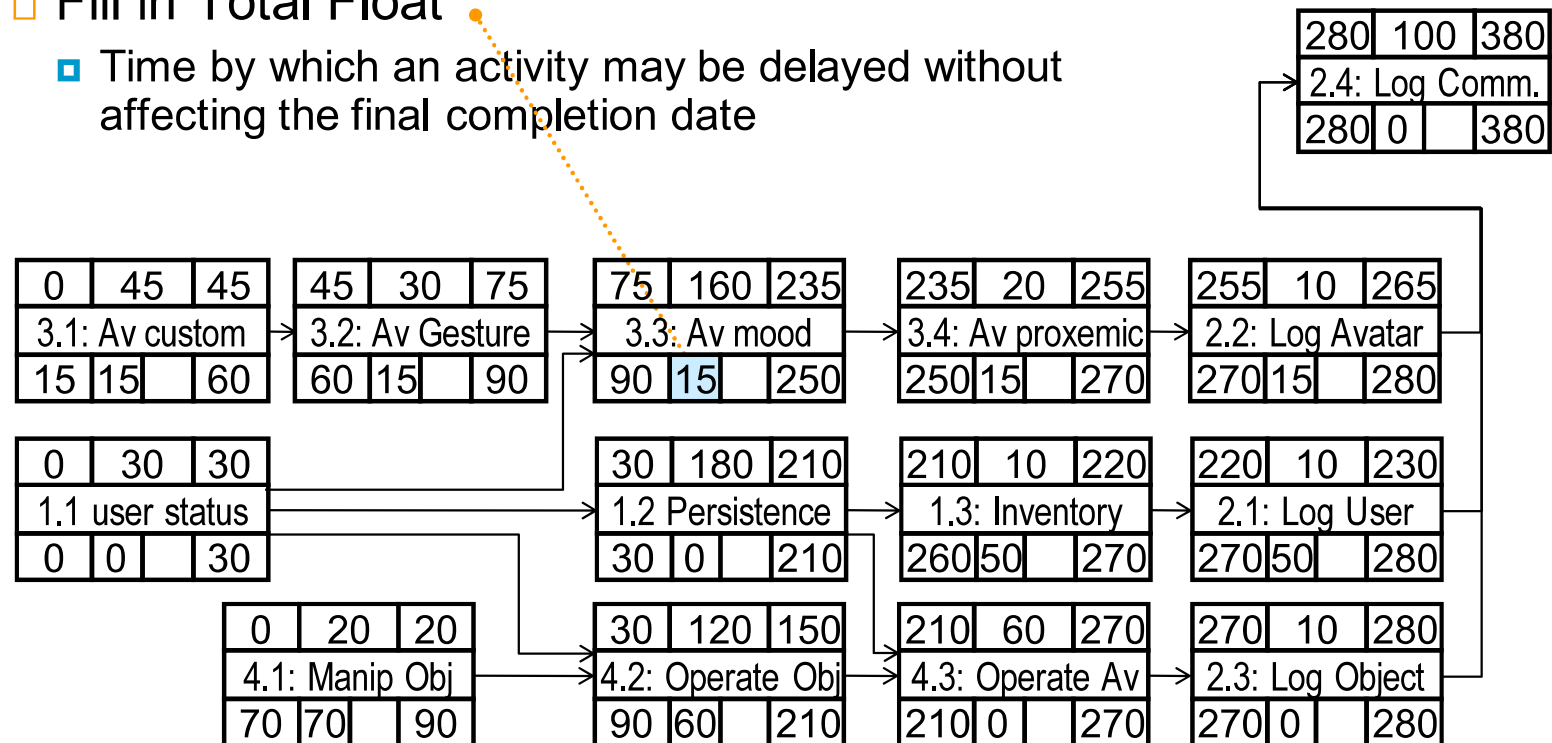 Fill in Total Float
Time by which an activity may be delayed without
affecting the final completion date
280 100 380
2.4: Log Comm.
280 0 380
0 45 45
3.1: Av custom
15 15 60
45 30 75
3.2: Av Gesture
60 15 90
75 160 235
3.3: Av mood
90 15 250
235 20 255
3.4: Av proxemic
250 15 270
255 10 265
2.2: Log Avatar
270 15 280
0 30 30
1.1 user status
0 0 30
30 180 210
1.2 Persistence
30 0 210
210 10 220
1.3: Inventory
260 50 270
220 10 230
2.1: Log User
270 50 280
0 20 20
4.1: Manip Obj
70 70 90
30 120 150
4.2: Operate Obj
90 60 210
210 60 270
4.3: Operate Av
210 0 270
270 10 280
2.3: Log Object
270 0 280